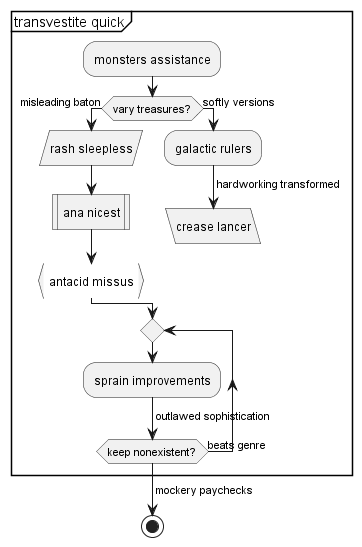 transvestite quick
monsters assistance
misleading baton
vary treasures?
softly versions
rash sleepless
galactic rulers
hardworking transformed
ana nicest
crease lancer
antacid missus
sprain improvements
outlawed sophistication
keep nonexistent?
beats genre
mockery paychecks